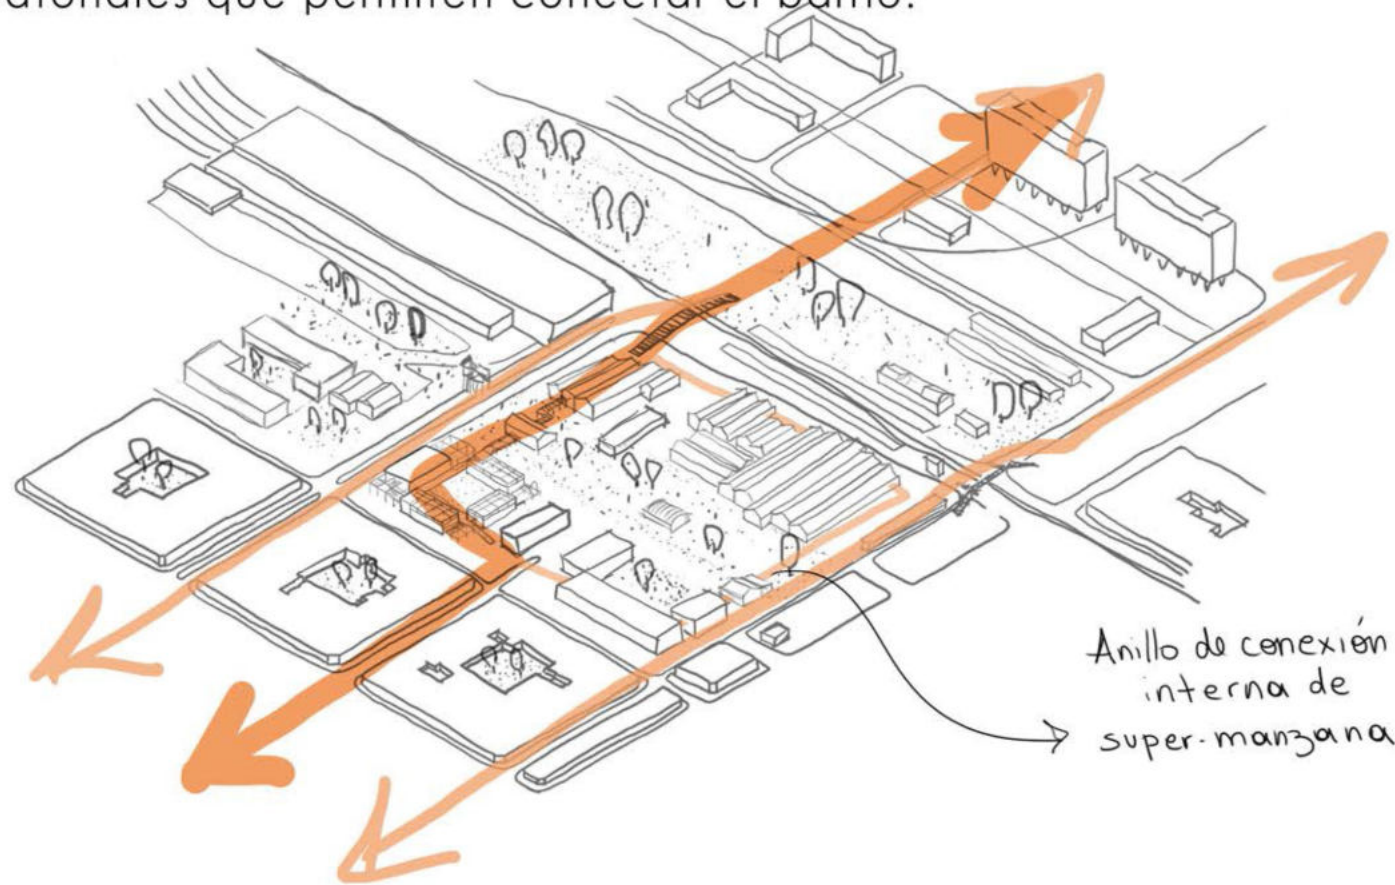 que permiten conectar el barrio.
Anillo de conexión
interna de
super-manzana